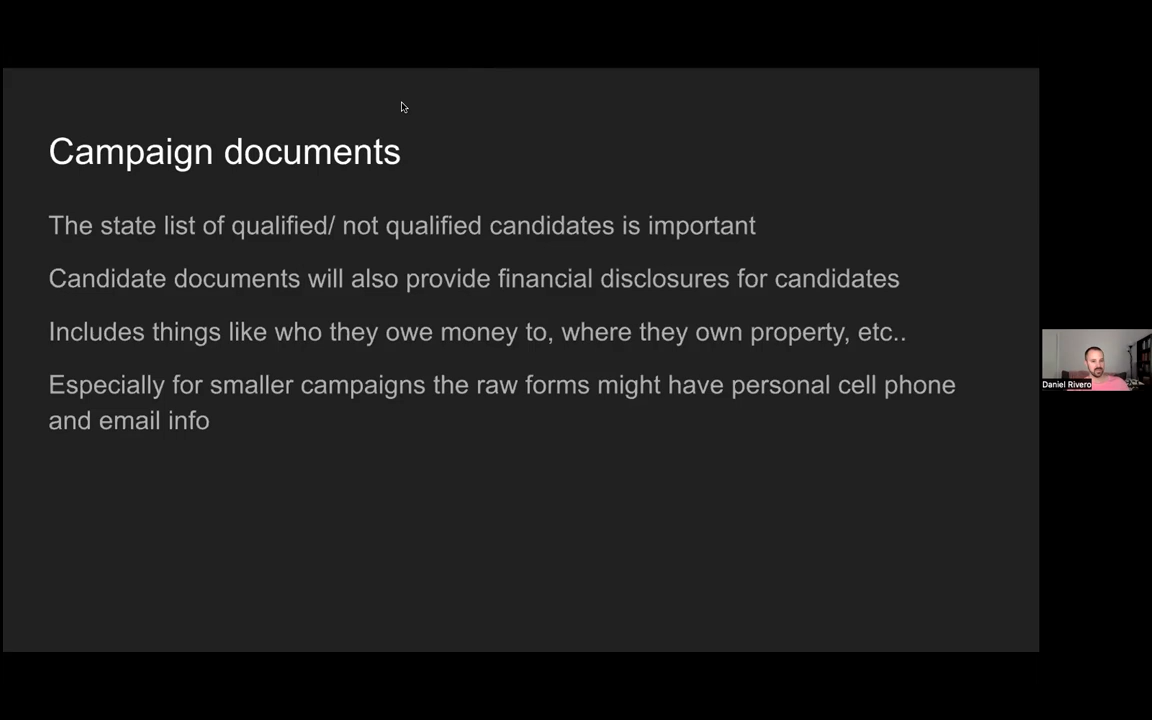 Campaign documents
The state list of qualified/ not qualified candidates is important
Candidate documents will also provide financial disclosures for candidates
Includes things like who they owe money to, where they own property, etc..
Especially for smaller campaigns the raw forms might have personal cell phone
and email info
Daniel Rivero